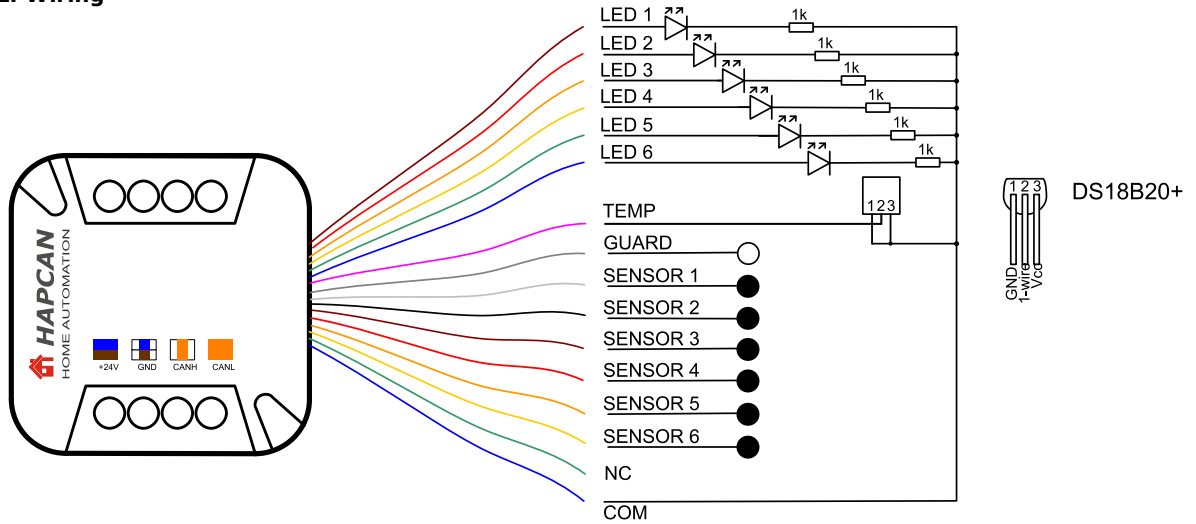 LED 1
1k
LED 2
1k
LED 3
1k
LED 4
1k
LED 5
1k
LED 6
1k
TEMP
123
GUARD
SENSOR 1
SENSOR 2
SENSOR 3
SENSOR 4
SENSOR 5
SENSOR 6
NC
COM
HAPCAN
HOME AUTOMATION
+24V GND CANH CANL
1 2 3
DS18B20+
GND
1-wire
Vcc